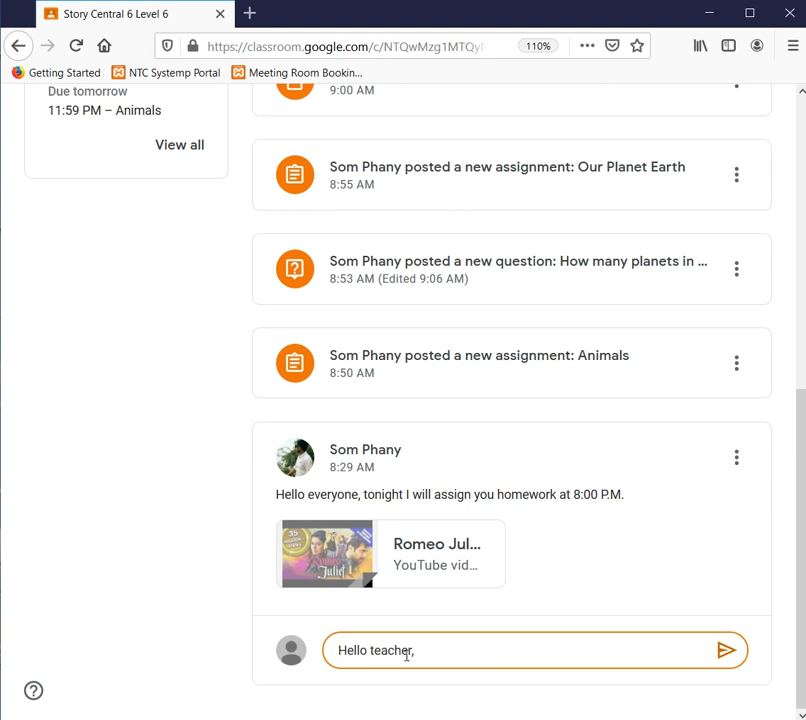 Story Central 6 Level 6
https://classroom.google.com/c/NTQwMzg1MTQy
110%
Getting Started
NTC Systemp Portal
Meeting Room Bookin...
Due tomorrow
11:59 PM – Animals
View all
9:00 AM
Som Phany posted a new assignment: Our Planet Earth
8:55 AM
Som Phany posted a new question: How many planets in ...
8:53 AM (Edited 9:06 AM)
Som Phany posted a new assignment: Animals
8:50 AM
Som Phany
8:29 AM
Hello everyone, tonight I will assign you homework at 8:00 P.M.
35
Romeo
Juliet
Romeo Jul...
YouTube vid...
Hello teacher,